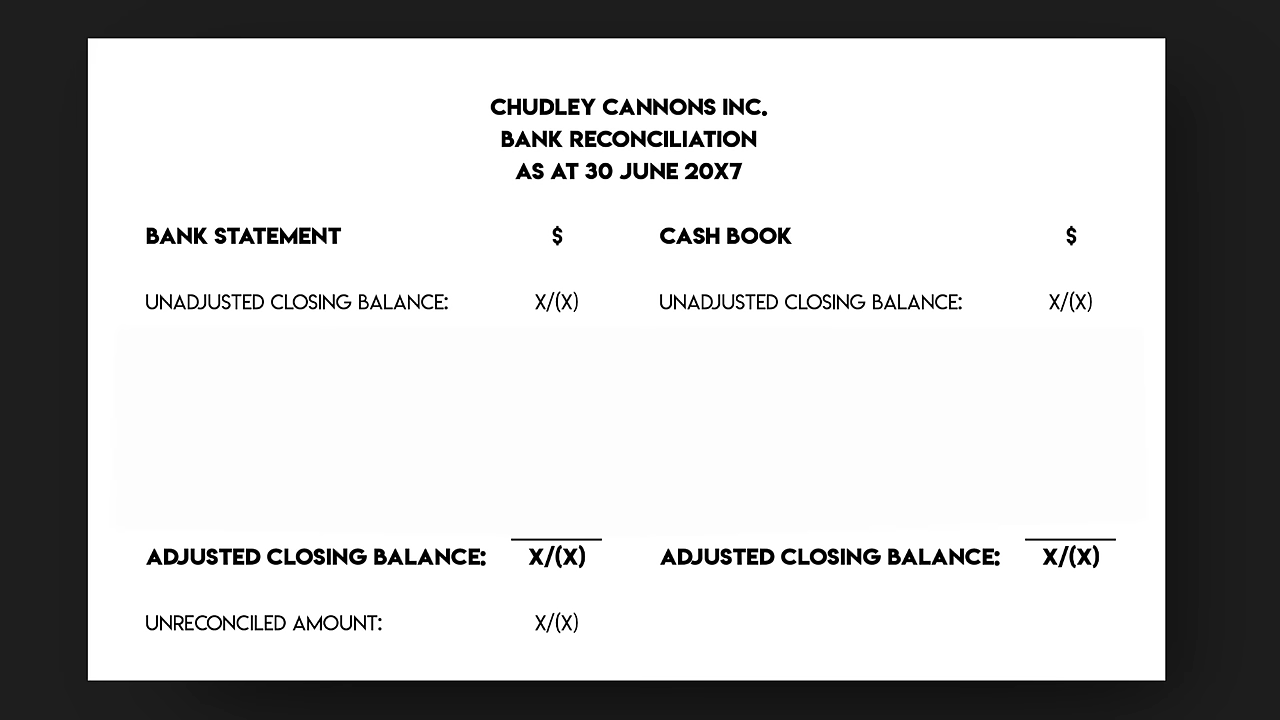 CHUDLEY CANNONS INC.
BANK RECONCILIATION
AS AT 30 JUNE 20X7
BANK STATEMENT $ CASH BOOK $
UNADJUSTED CLOSING BALANCE: X/(X) UNADJUSTED CLOSING BALANCE: X/(X)
ADJUSTED CLOSING BALANCE: X/(X) ADJUSTED CLOSING BALANCE: X/(X)
UNRECONCILED AMOUNT: X/(X)